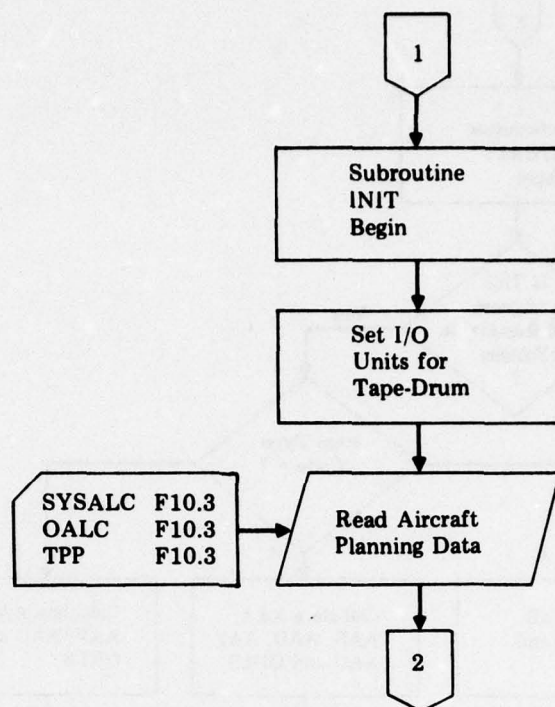 1
Subroutine
INIT
Begin
Set I/O
Units for
Tape-Drum
SYSALC F10.3
OALC F10.3
TPP F10.3
Read Aircraft
Planning Data
2